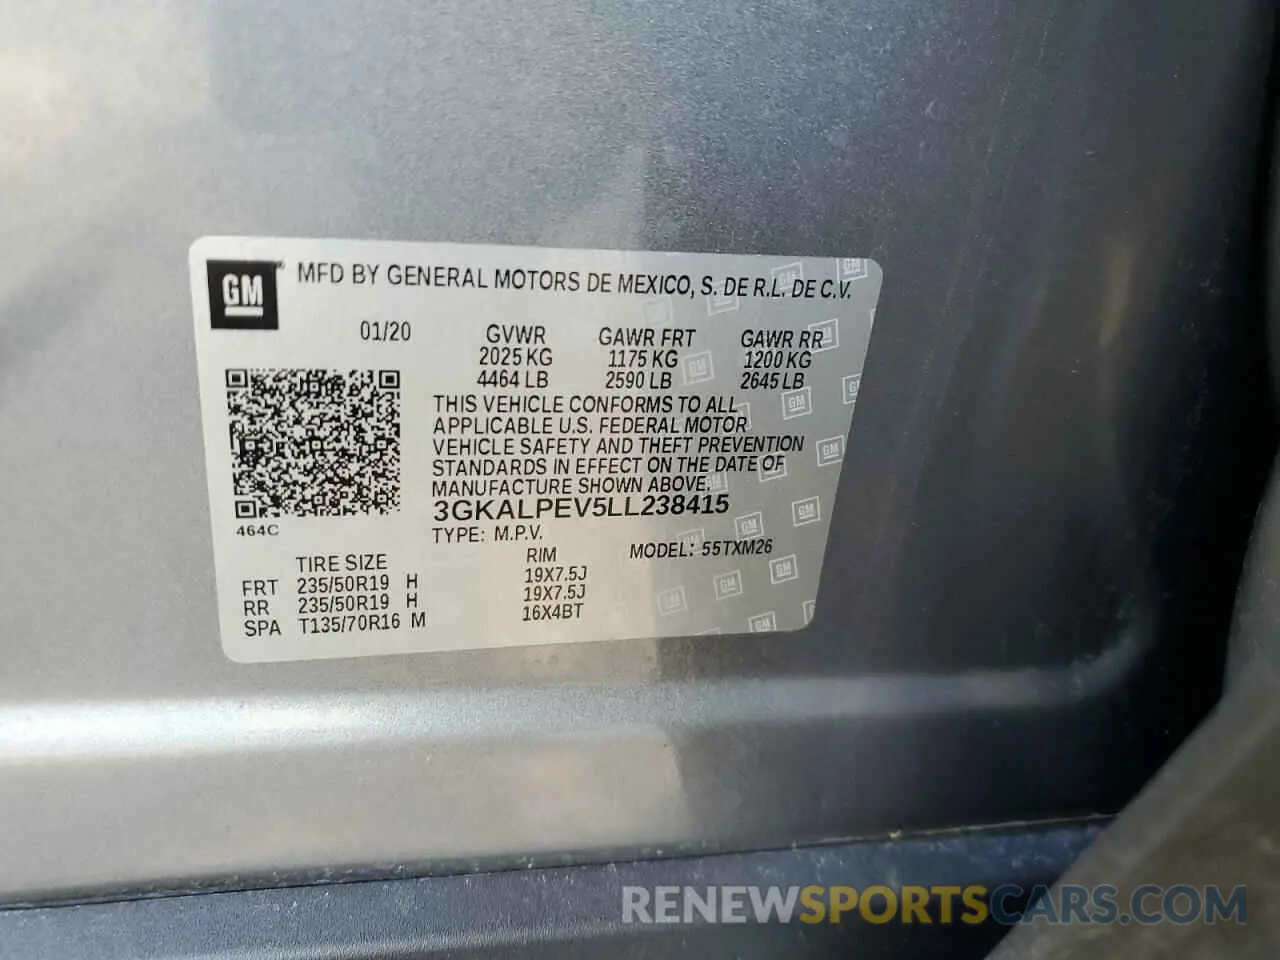 GM® MFD BY GENERAL MOTORS DE MEXICO, S. DE R.L. DE C.V.
01/20 GVWR GAWR FRT GAWR RR
2025 KG 1175 KG 1200 KG
4464 LB 2590 LB 2645 LB
THIS VEHICLE CONFORMS TO ALL
APPLICABLE U.S. FEDERAL MOTOR
VEHICLE SAFETY AND THEFT PREVENTION
STANDARDS IN EFFECT ON THE DATE OF
MANUFACTURE SHOWN ABOVE.
3GKALPEV5LL238415
464C
TYPE: M.P.V.
MODEL: 55TXM26
TIRE SIZE RIM
FRT 235/50R19 H 19X7.5J
RR 235/50R19 H 19X7.5J
SPA T135/70R16 M 16X4BT
RENEWSPORTSCARS.COM